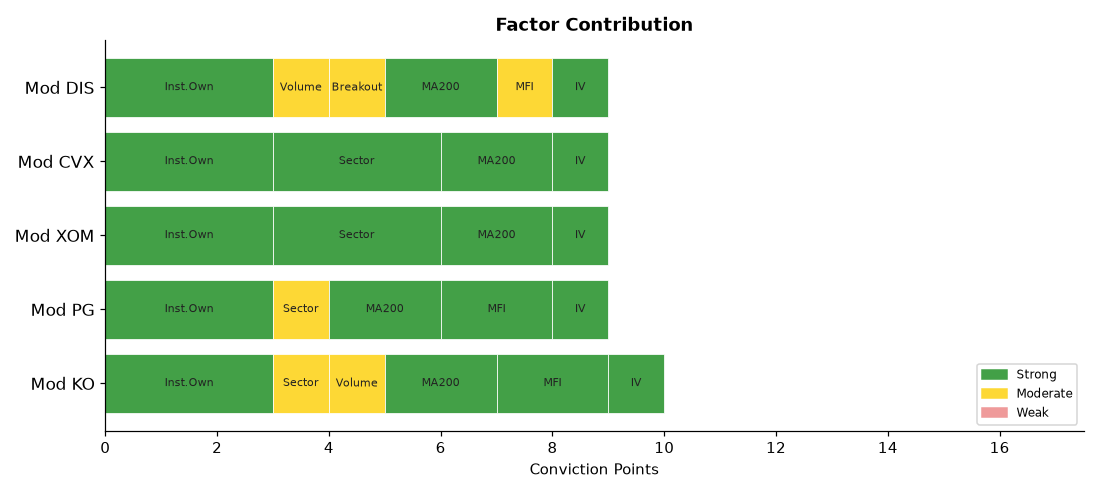 Factor Contribution
Mod DIS Inst.Own Volume Breakout MA200 MFI IV
Mod CVX Inst.Own Sector MA200 IV
Mod XOM Inst.Own Sector MA200 IV
Mod PG Inst.Own Sector MA200 MFI IV
Mod KO Inst.Own Sector Volume MA200 MFI IV
Strong
Moderate
Weak
0 2 4 6 8 10 12 14 16
Conviction Points